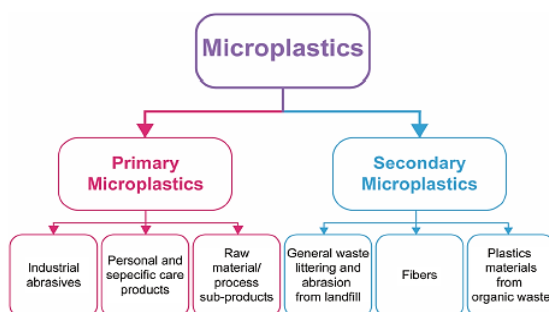 Microplastics
Primary
Microplastics
Secondary
Microplastics
Industrial
abrasives
Personal and
sepecific care
products
Raw
material/
process
sub-products
General waste
littering and
abrasion
from landfill
Fibers
Plastics
materials
from
organic waste